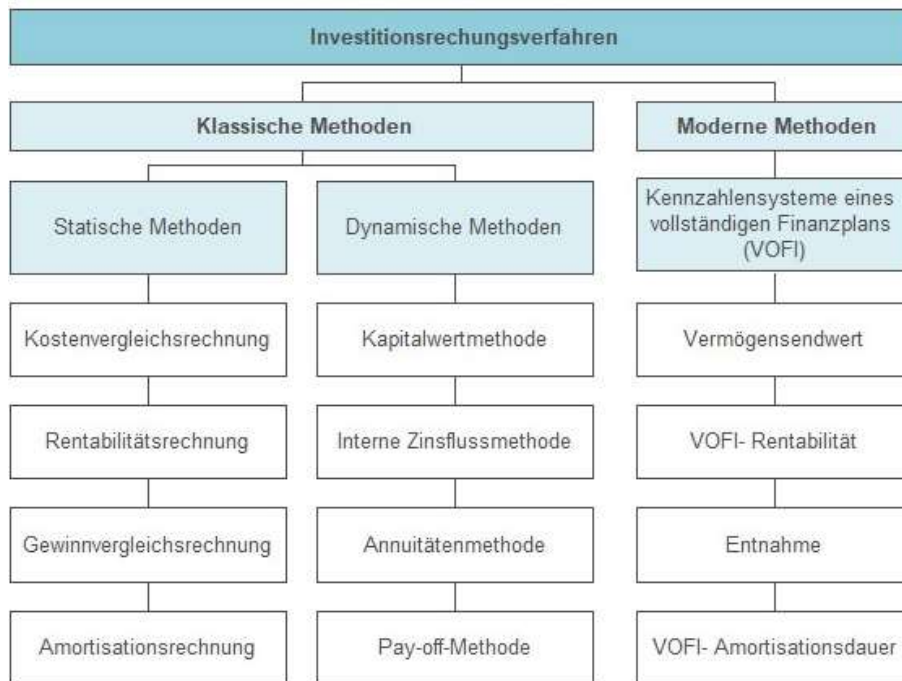 Investitionsrechungsverfahren
Klassische Methoden
Moderne Methoden
Statische Methoden
Dynamische Methoden
Kennzahlensysteme eines
vollständigen Finanzplans
(VOFI)
Kostenvergleichsrechnung
Kapitalwertmethode
Vermögensendwert
Rentabilitätsrechnung
Interne Zinsflussmethode
VOFI- Rentabilität
Gewinnvergleichsrechnung
Annuitätenmethode
Entnahme
Amortisationsrechnung
Pay-off-Methode
VOFI- Amortisationsdauer